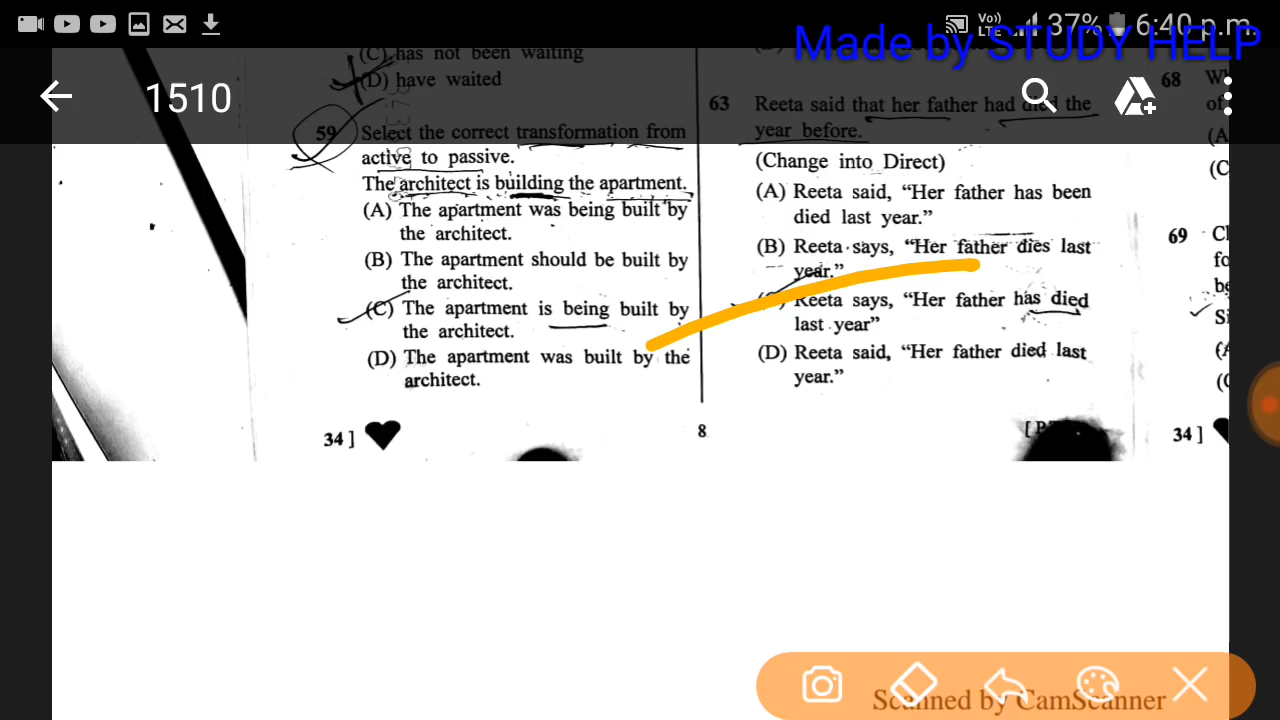 Vo)) LTE 37% 6:40 p.m.
Made by STUDY HELP
1510
(C) has not been waiting
(D) have waited
59 Select the correct transformation from
active to passive.
The architect is building the apartment.
(A) The apartment was being built by
the architect.
(B) The apartment should be built by
the architect.
(C) The apartment is being built by
the architect.
(D) The apartment was built by the
architect.
34 ]
8
63 Reeta said that her father had died the
year before.
(Change into Direct)
(A) Reeta said, “Her father has been
died last year.”
(B) Reeta says, “Her father dies last
year.”
Reeta says, “Her father has died
last year”
(D) Reeta said, “Her father died last
year.”
68
of
(A
(C
69
Si
(A
(C
34 ]
Scanned by CamScanner